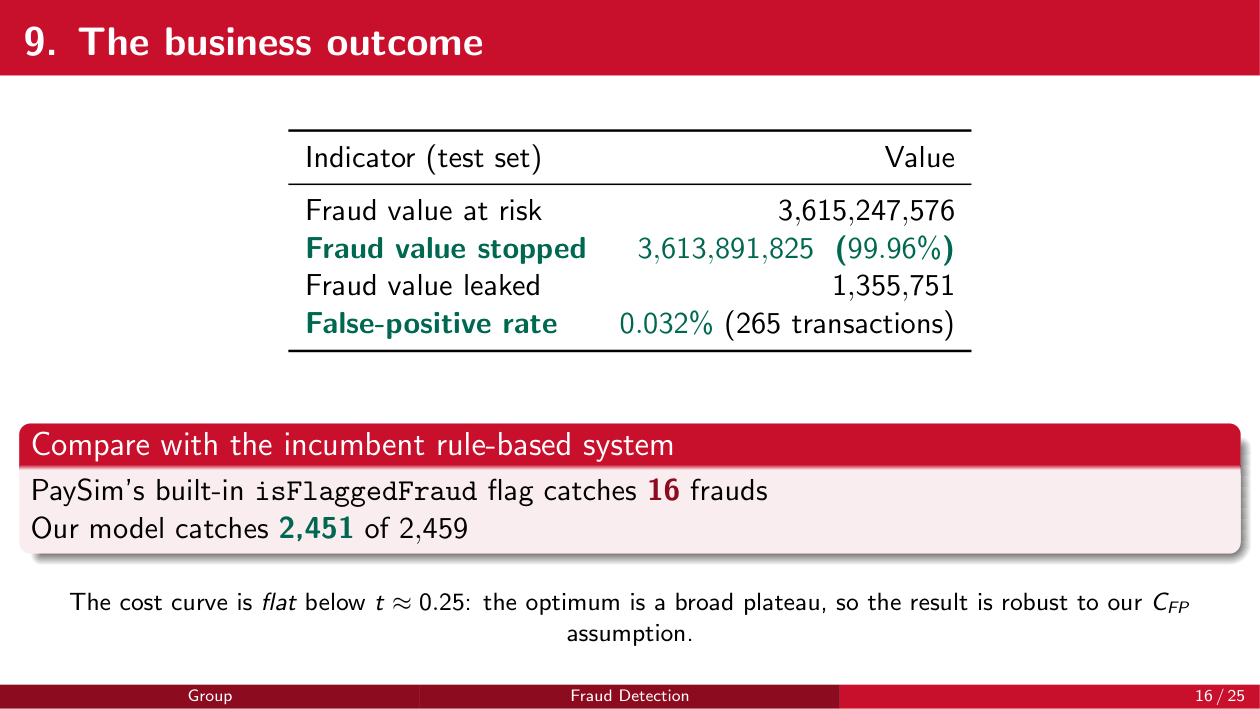 9. The business outcome
Indicator (test set) Value
Fraud value at risk 3,615,247,576
Fraud value stopped 3,613,891,825 (99.96%)
Fraud value leaked 1,355,751
False-positive rate 0.032% (265 transactions)
Compare with the incumbent rule-based system
PaySim's built-in isFlaggedFraud flag catches 16 frauds
Our model catches 2,451 of 2,459
The cost curve is flat below t ≈ 0.25: the optimum is a broad plateau, so the result is robust to our C_FP
assumption.
Group Fraud Detection 16 / 25